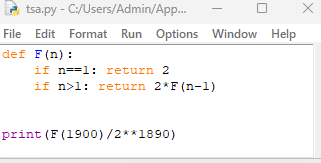 tsa.py - C:/Users/Admin/App...
File Edit Format Run Options Window Help
def F(n):
    if n==1: return 2
    if n>1: return 2*F(n-1)
print(F(1900)/2**1890)